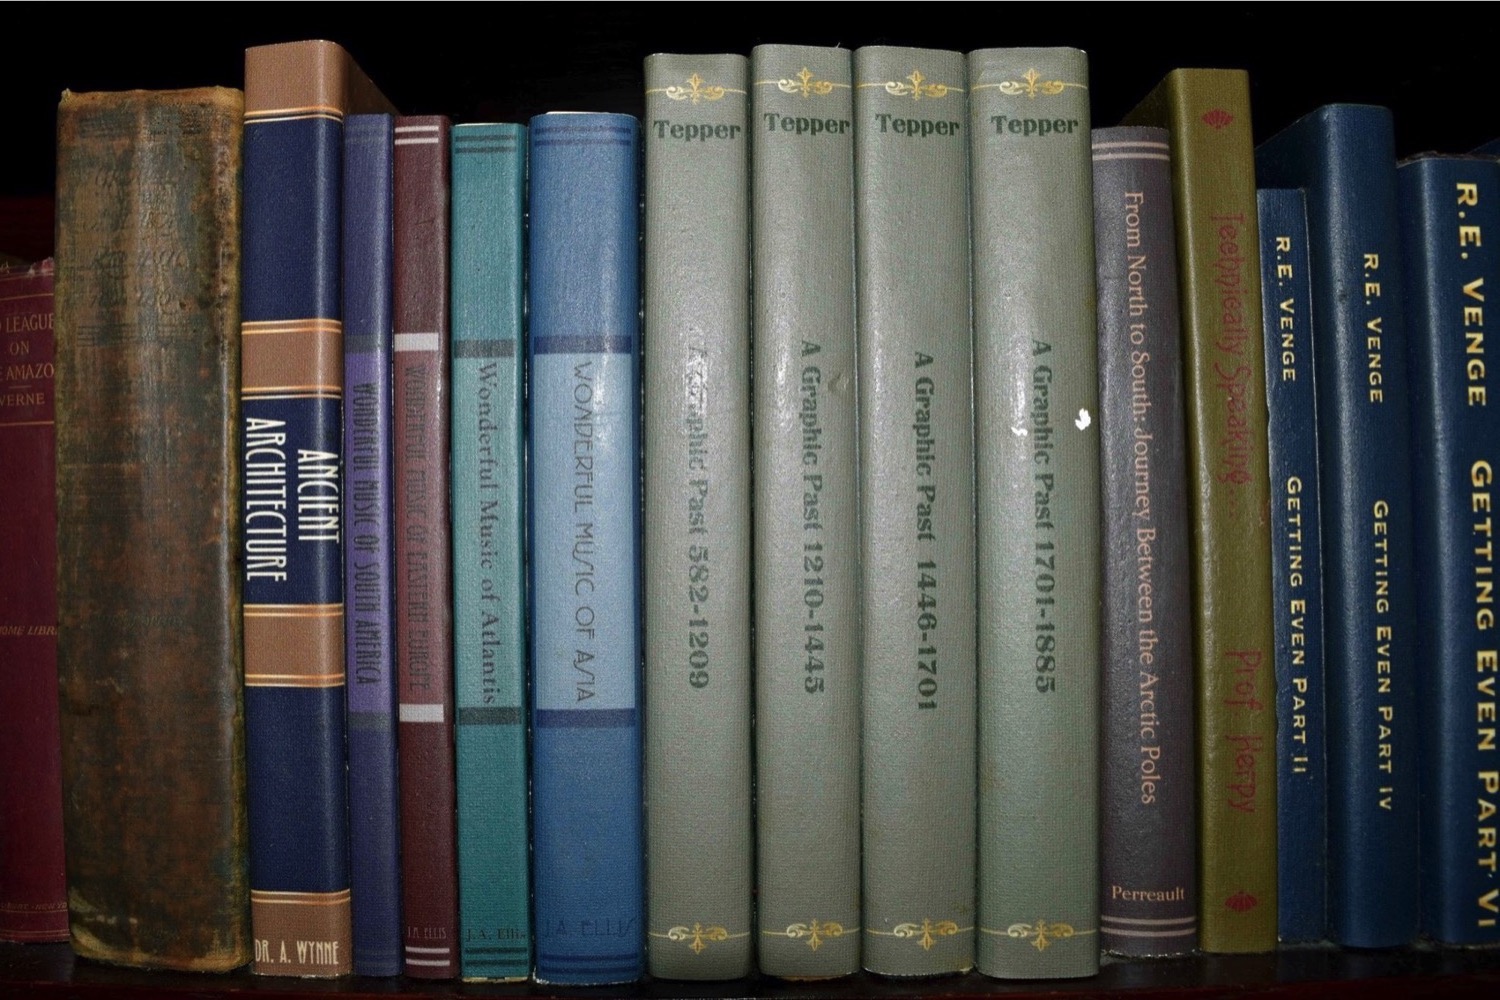 LEAGUE
ON
AMAZO
VERNE
OME LIBR
ANCIENT
ARCHITECTURE
DR. A. WYNNE
WONDERFUL MUSIC OF SOUTH AMERICA
WONDERFUL MUSIC OF EASTERN EUROPE
J.A. ELLIS
Wonderful Music of Atlantis
J.A. Ellis
WONDERFUL MUSIC OF ASIA
J.A. ELLIS
Tepper
A Graphic Past 582-1209
Tepper
A Graphic Past 1210-1445
Tepper
A Graphic Past 1446-1701
Tepper
A Graphic Past 1701-1885
From North to South: Journey Between the Arctic Poles
Perreault
Technically Speaking...
Prof Herpy
R.E. VENGE
GETTING EVEN PART II
R.E. VENGE
GETTING EVEN PART IV
R.E. VENGE
GETTING EVEN PART VI